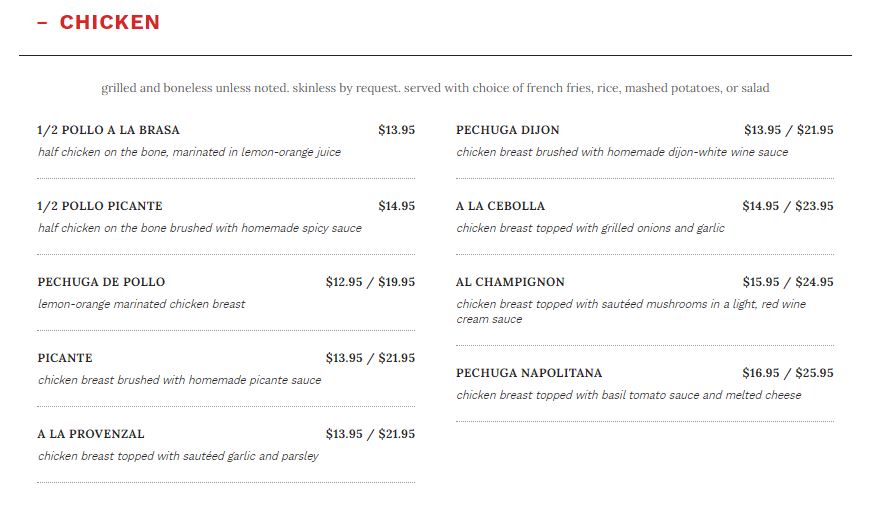 – CHICKEN
grilled and boneless unless noted. skinless by request. served with choice of french fries, rice, mashed potatoes, or salad
1/2 POLLO A LA BRASA $13.95
half chicken on the bone, marinated in lemon-orange juice
1/2 POLLO PICANTE $14.95
half chicken on the bone brushed with homemade spicy sauce
PECHUGA DE POLLO $12.95 / $19.95
lemon-orange marinated chicken breast
PICANTE $13.95 / $21.95
chicken breast brushed with homemade picante sauce
A LA PROVENZAL $13.95 / $21.95
chicken breast topped with sautéed garlic and parsley
PECHUGA DIJON $13.95 / $21.95
chicken breast brushed with homemade dijon-white wine sauce
A LA CEBOLLA $14.95 / $23.95
chicken breast topped with grilled onions and garlic
AL CHAMPIGNON $15.95 / $24.95
chicken breast topped with sautéed mushrooms in a light, red wine
cream sauce
PECHUGA NAPOLITANA $16.95 / $25.95
chicken breast topped with basil tomato sauce and melted cheese